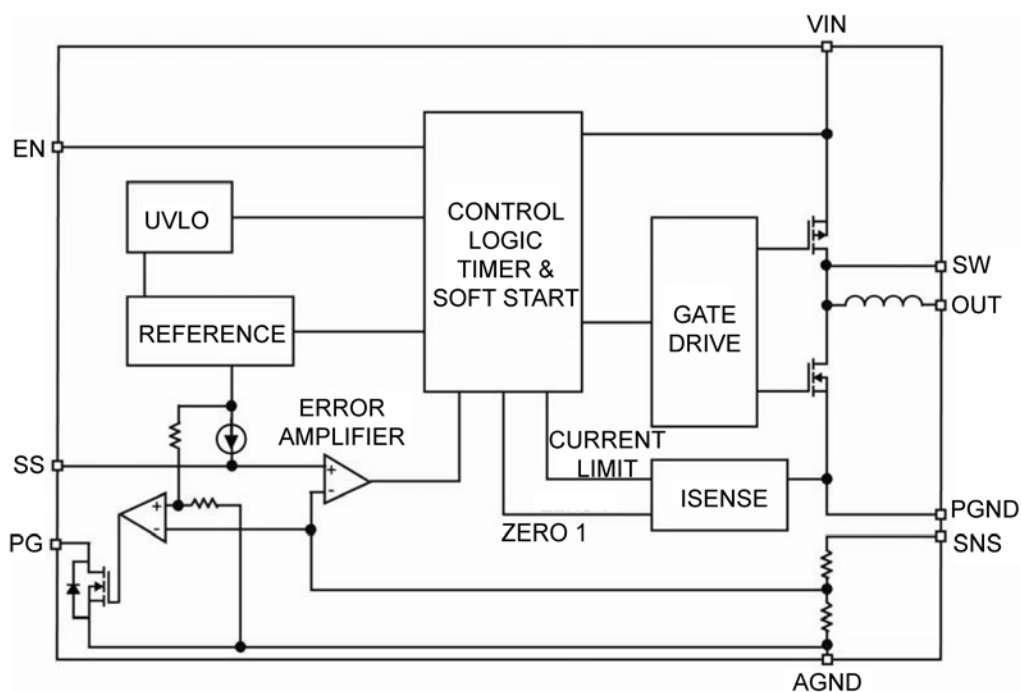 VIN
EN
UVLO
CONTROL
LOGIC
TIMER &
SOFT START
SW
OUT
GATE
DRIVE
REFERENCE
ERROR
AMPLIFIER
+
-
SS
CURRENT
LIMIT
ISENSE
ZERO 1
PGND
SNS
+
-
PG
AGND